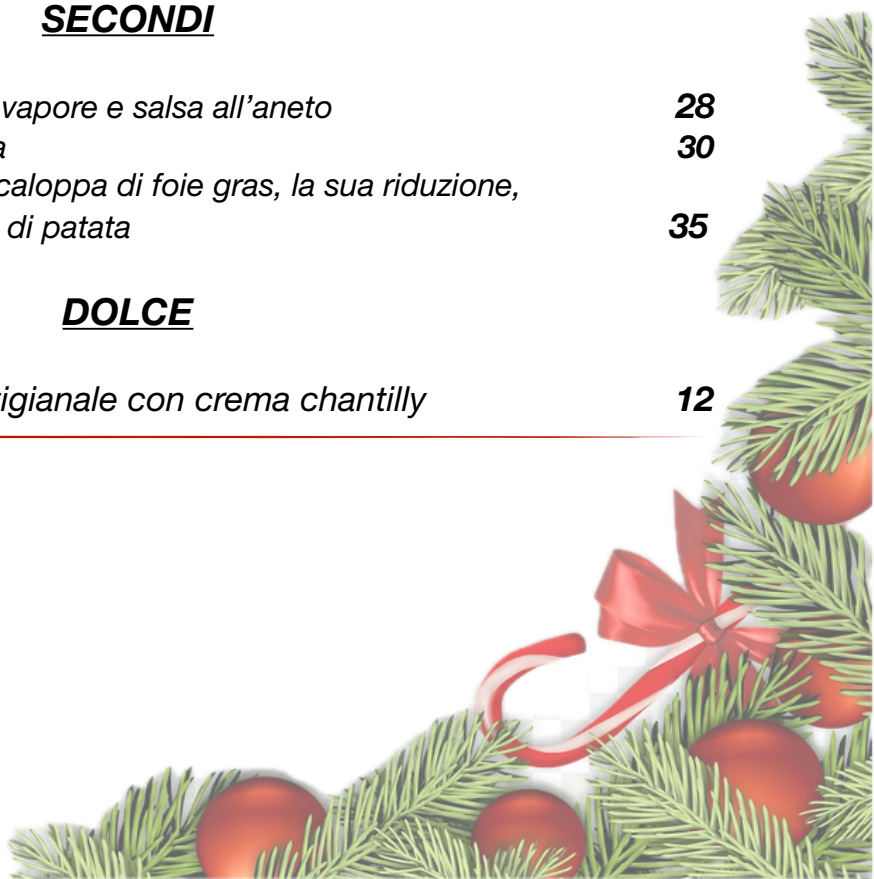 SECONDI
vapore e salsa all’aneto 28
a 30
caloppa di foie gras, la sua riduzione,
di patata 35
DOLCE
igianale con crema chantilly 12